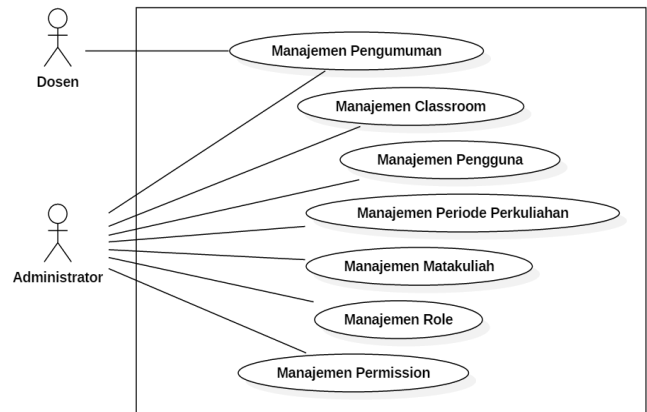 Manajemen Pengumuman
Dosen
Manajemen Classroom
Manajemen Pengguna
Manajemen Periode Perkuliahan
Administrator
Manajemen Matakuliah
Manajemen Role
Manajemen Permission